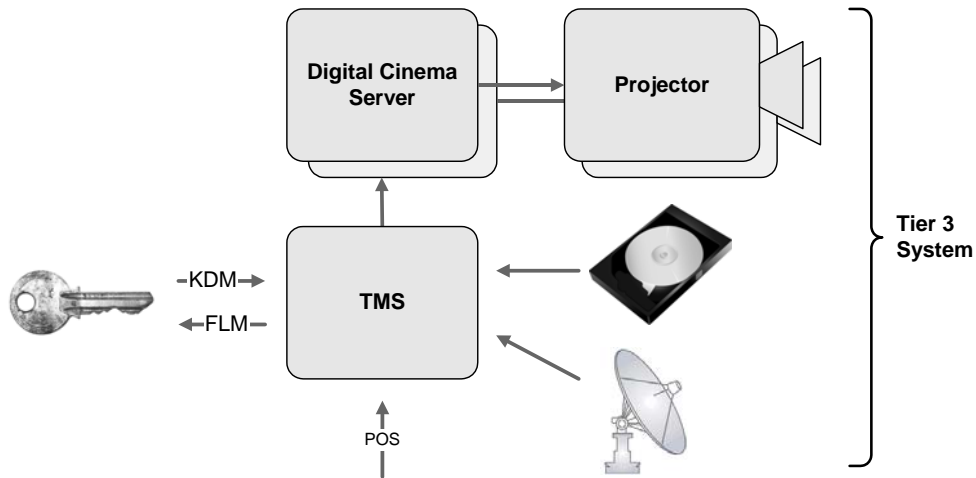 Digital Cinema
Server
Projector
Tier 3
System
KDM
TMS
FLM
POS